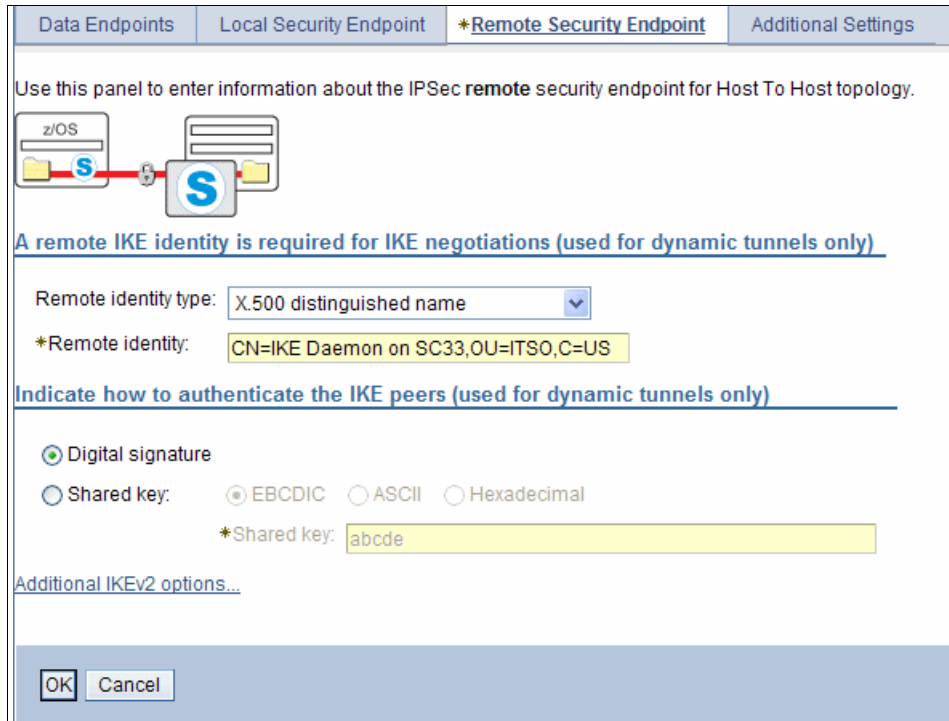 Data Endpoints Local Security Endpoint *Remote Security Endpoint Additional Settings
Use this panel to enter information about the IPSec remote security endpoint for Host To Host topology.
z/OS
S
S
A remote IKE identity is required for IKE negotiations (used for dynamic tunnels only)
Remote identity type: X.500 distinguished name
*Remote identity: CN=IKE Daemon on SC33,OU=ITSO,C=US
Indicate how to authenticate the IKE peers (used for dynamic tunnels only)
Digital signature
Shared key: EBCDIC ASCII Hexadecimal
*Shared key: abcde
Additional IKEv2 options...
OK Cancel